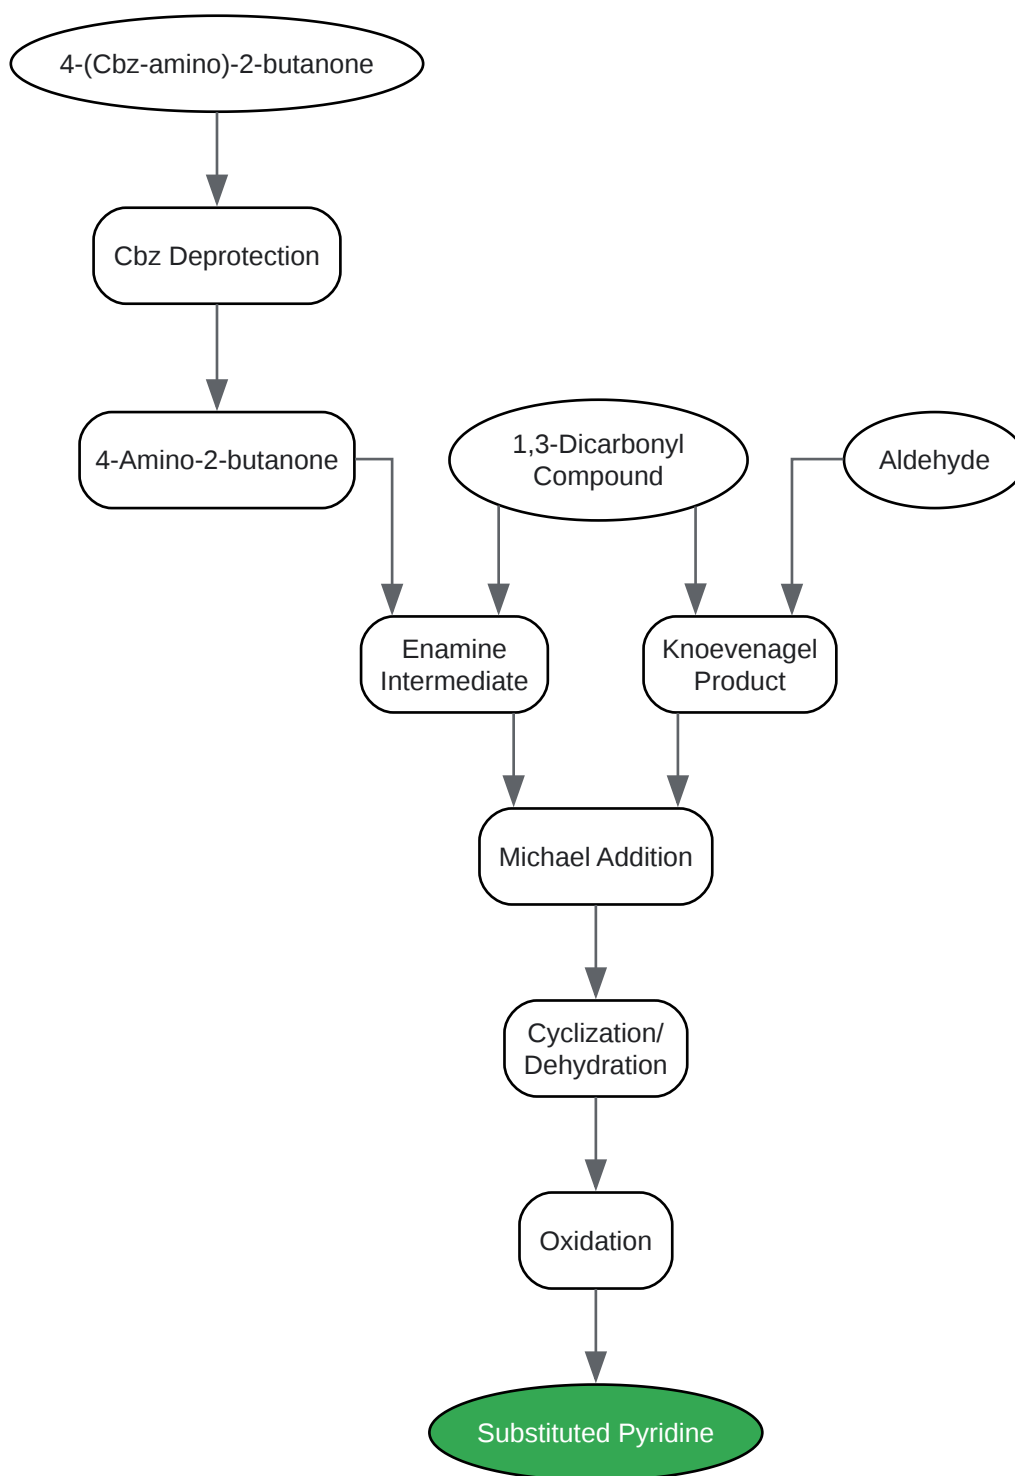 4-(Cbz-amino)-2-butanone
Cbz Deprotection
4-Amino-2-butanone
1,3-Dicarbonyl
Compound
Aldehyde
Enamine
Intermediate
Knoevenagel
Product
Michael Addition
Cyclization/
Dehydration
Oxidation
Substituted Pyridine